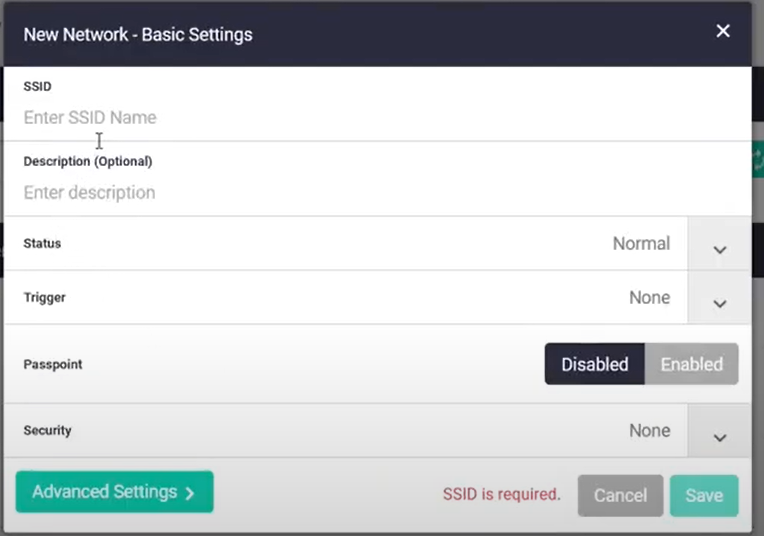 New Network - Basic Settings
SSID
Enter SSID Name
Description (Optional)
Enter description
Status Normal
Trigger None
Passpoint Disabled Enabled
Security None
Advanced Settings SSID is required. Cancel Save